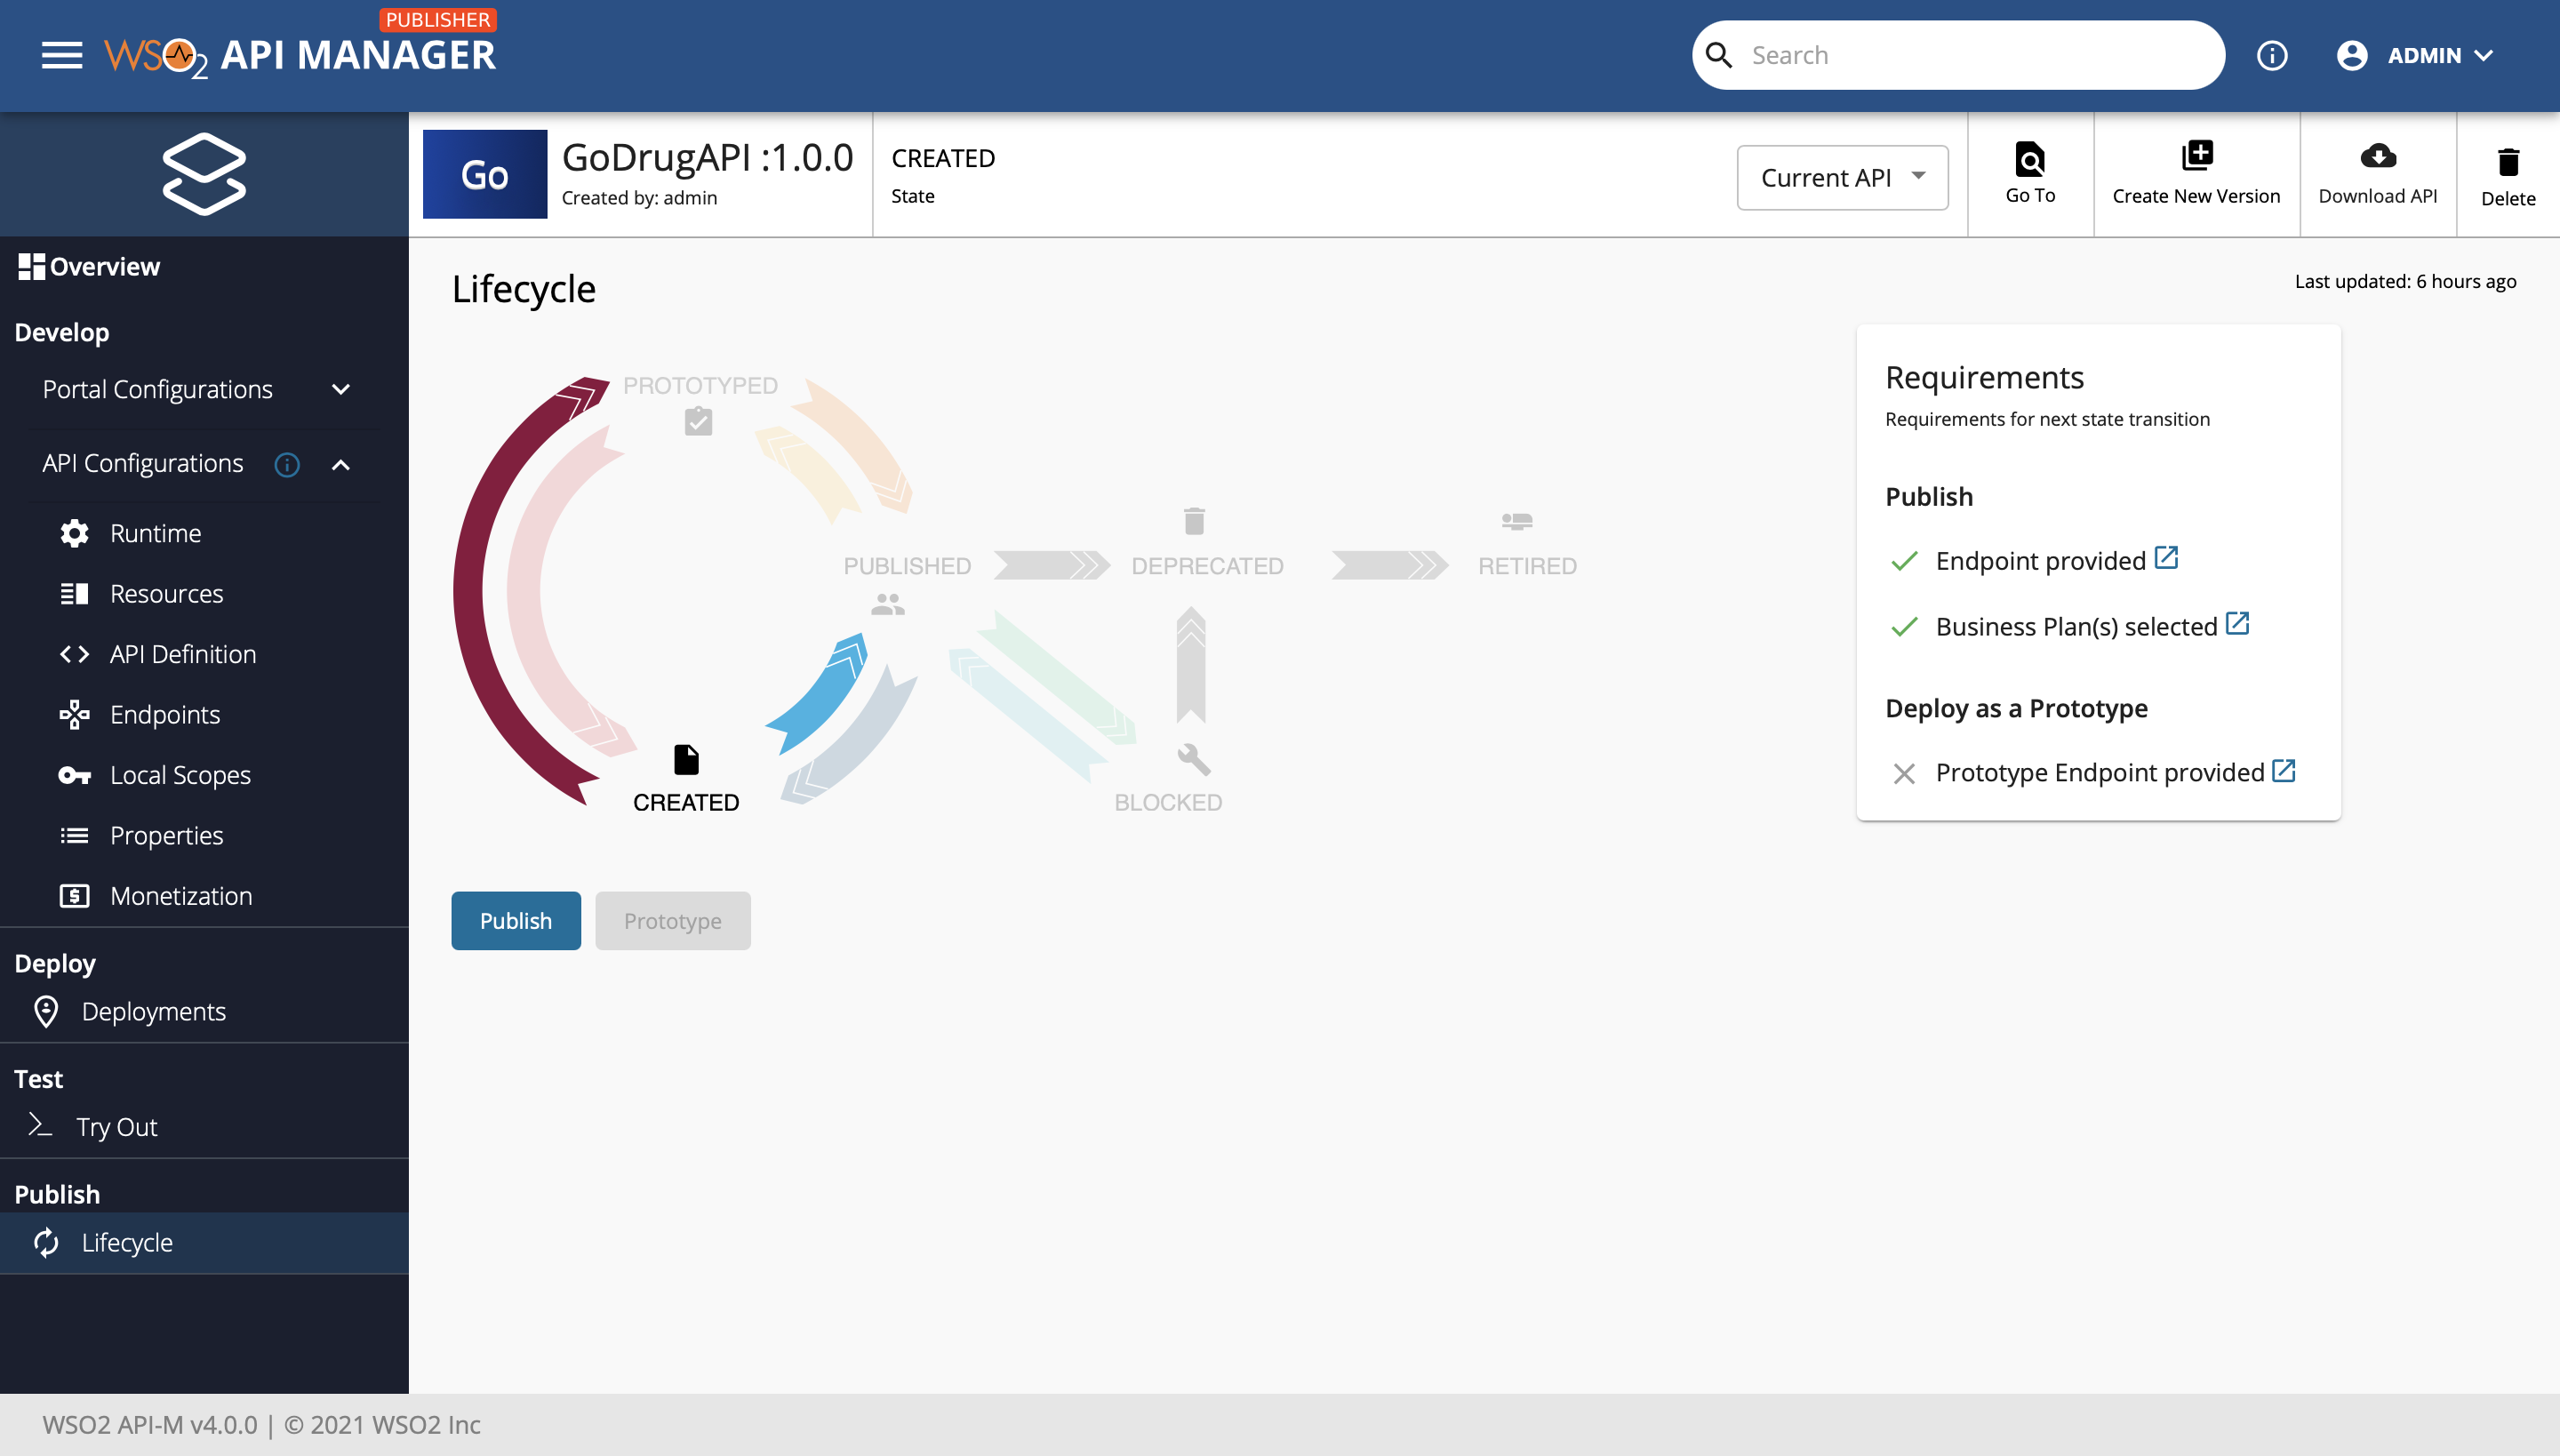 PUBLISHER
WSO2 API MANAGER
Search
ADMIN
Go
GoDrugAPI :1.0.0
Created by: admin
CREATED
State
Current API
Go To
Create New Version
Download API
Delete
Overview
Develop
Portal Configurations
API Configurations
Runtime
Resources
API Definition
Endpoints
Local Scopes
Properties
Monetization
Deploy
Deployments
Test
Try Out
Publish
Lifecycle
Lifecycle
Last updated: 6 hours ago
PROTOTYPED
PUBLISHED
DEPRECATED
RETIRED
CREATED
BLOCKED
Publish
Prototype
Requirements
Requirements for next state transition
Publish
Endpoint provided
Business Plan(s) selected
Deploy as a Prototype
Prototype Endpoint provided
WSO2 API-M v4.0.0 | © 2021 WSO2 Inc